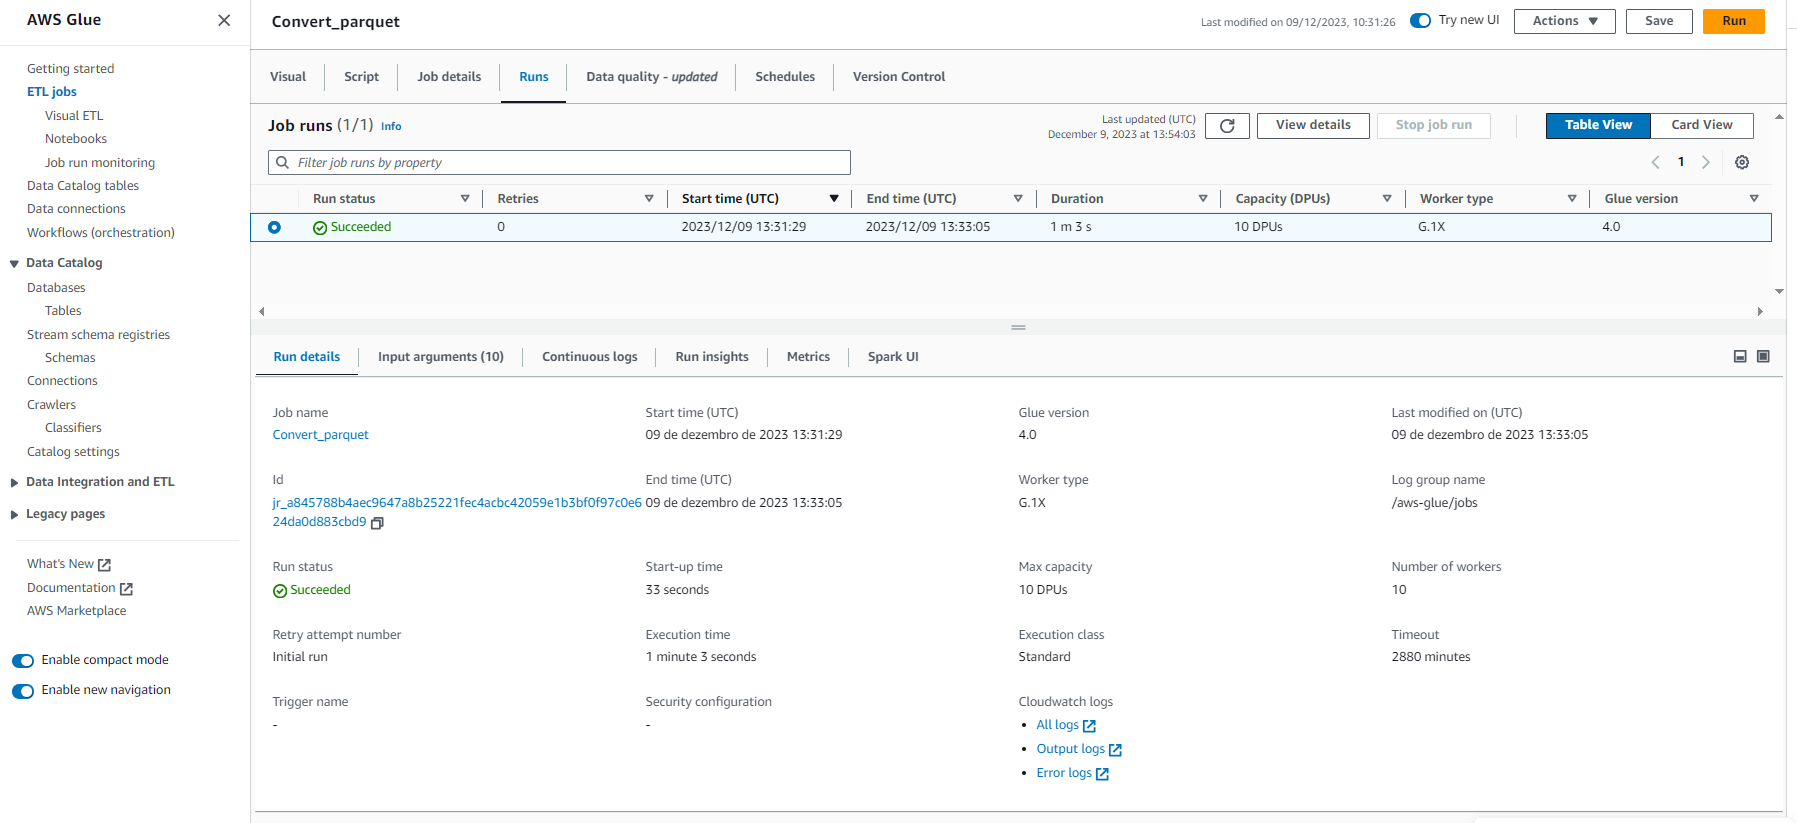 AWS Glue
Getting started
ETL jobs
Visual ETL
Notebooks
Job run monitoring
Data Catalog tables
Data connections
Workflows (orchestration)
Data Catalog
Databases
Tables
Stream schema registries
Schemas
Connections
Crawlers
Classifiers
Catalog settings
Data Integration and ETL
Legacy pages
What's New
Documentation
AWS Marketplace
Enable compact mode
Enable new navigation
Convert_parquet
Last modified on 09/12/2023, 10:31:26 Try new UI Actions Save Run
Visual Script Job details Runs Data quality - updated Schedules Version Control
Job runs (1/1) Info
Last updated (UTC)
December 9, 2023 at 13:54:03
View details Stop job run Table View Card View
Filter job runs by property
1
Run status Retries Start time (UTC) End time (UTC) Duration Capacity (DPUs) Worker type Glue version
Succeeded 0 2023/12/09 13:31:29 2023/12/09 13:33:05 1 m 3 s 10 DPUs G.1X 4.0
Run details Input arguments (10) Continuous logs Run insights Metrics Spark UI
Job name Start time (UTC) Glue version Last modified on (UTC)
Convert_parquet 09 de dezembro de 2023 13:31:29 4.0 09 de dezembro de 2023 13:33:05
Id End time (UTC) Worker type Log group name
jr_a845788b4aec9647a8b25221fec4acbc42059e1b3bf0f97c0e6 09 de dezembro de 2023 13:33:05 G.1X /aws-glue/jobs
24da0d883cbd9
Run status Start-up time Max capacity Number of workers
Succeeded 33 seconds 10 DPUs 10
Retry attempt number Execution time Execution class Timeout
Initial run 1 minute 3 seconds Standard 2880 minutes
Trigger name Security configuration Cloudwatch logs
- - • All logs
• Output logs
• Error logs